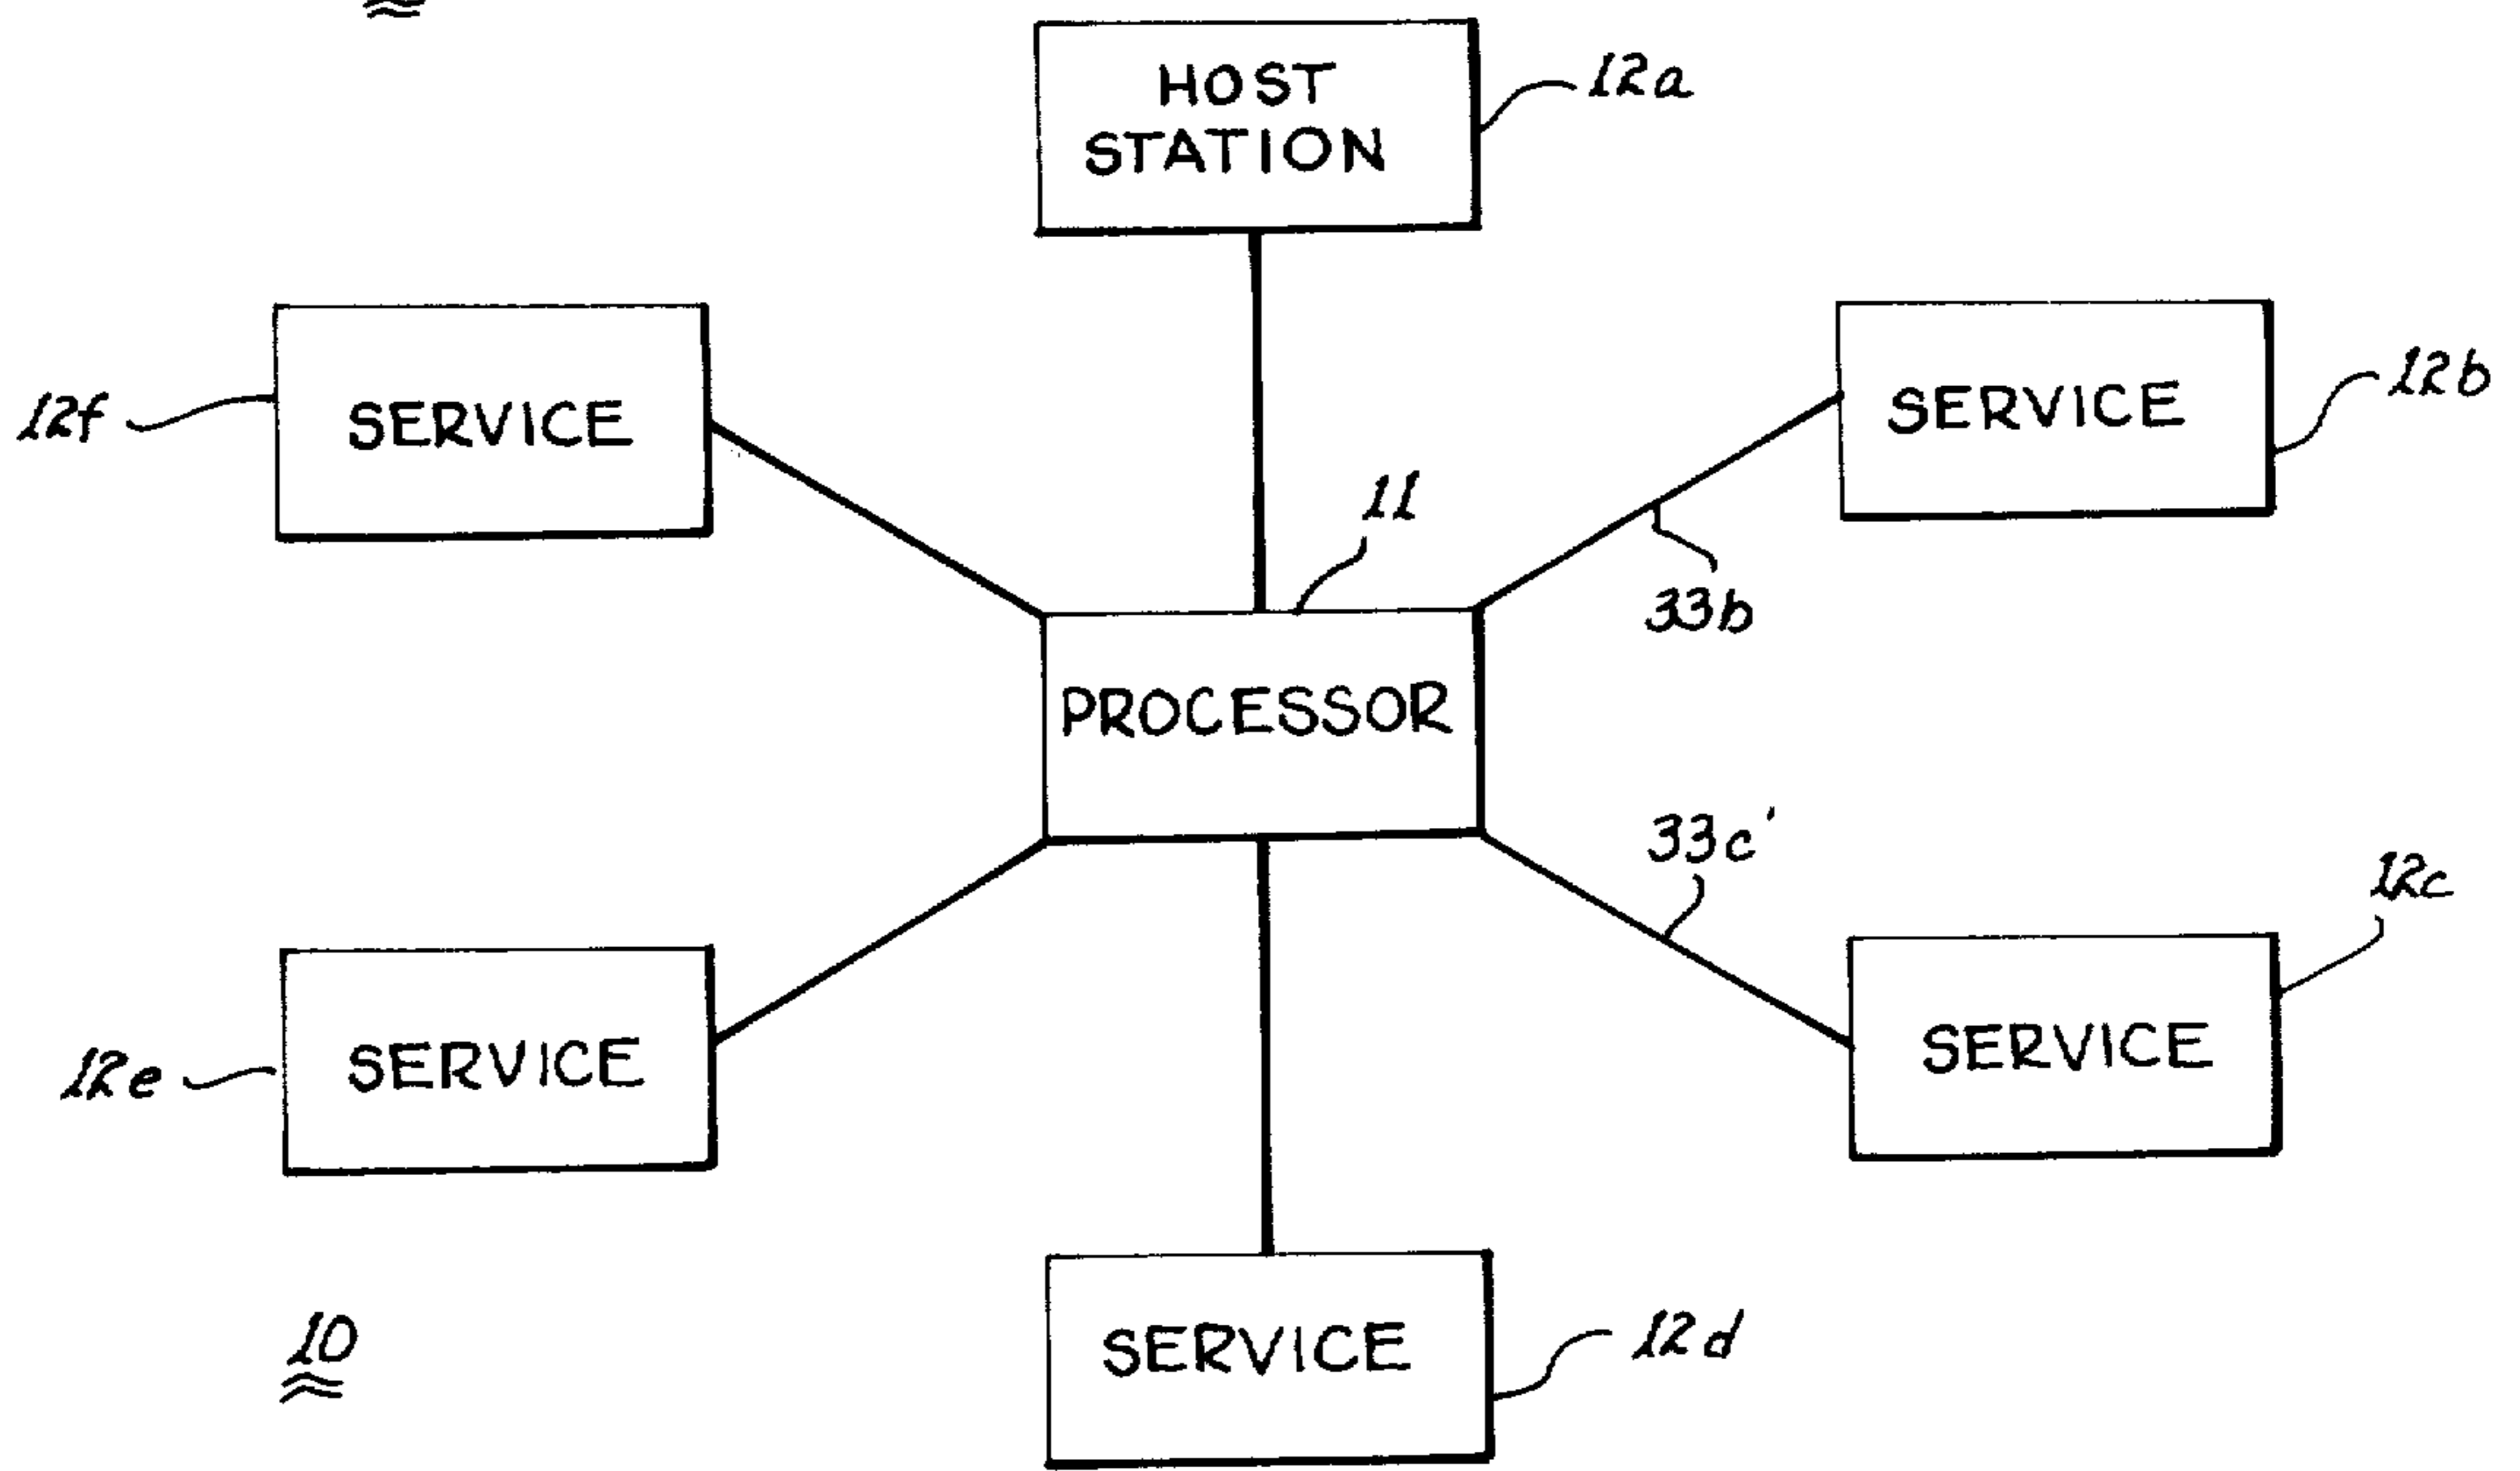 HOST
STATION
12a
SERVICE
12f
SERVICE
12b
11
33b
PROCESSOR
33c'
12c
SERVICE
12e
SERVICE
10
SERVICE
12d